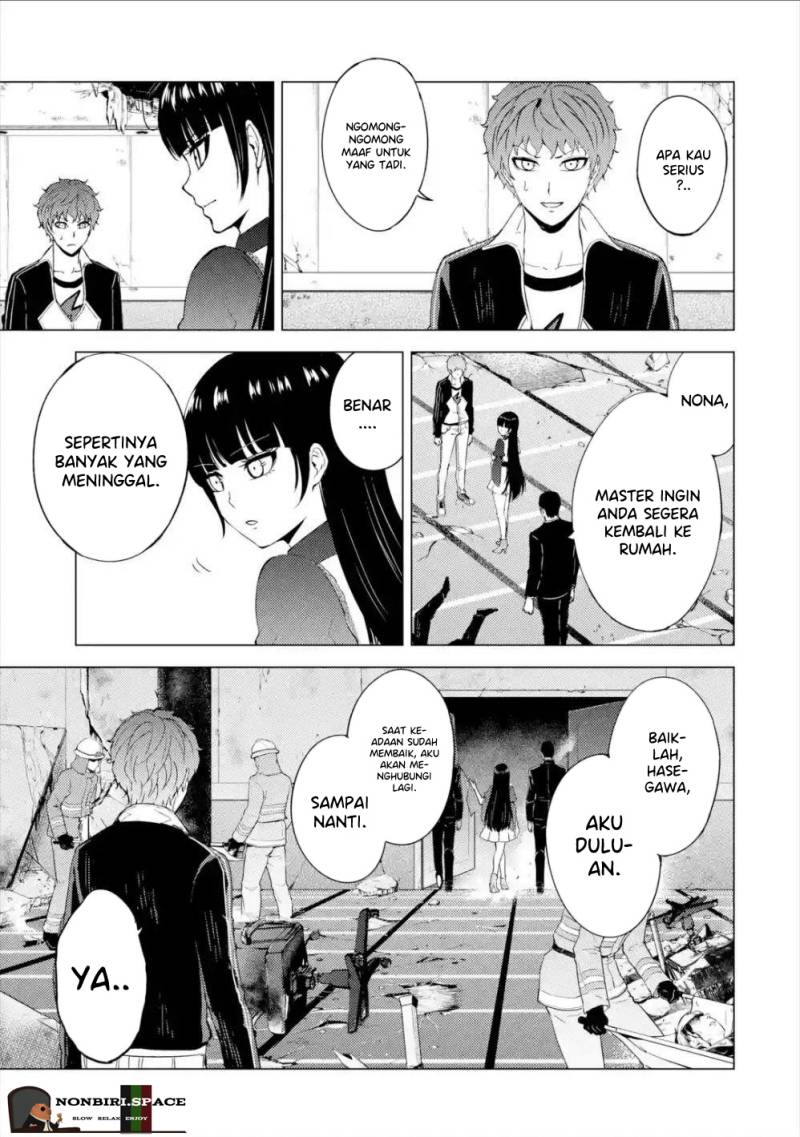 APA KAU
SERIUS
?..
NGOMONG-
NGOMONG
MAAF UNTUK
YANG TADI.
NONA,
MASTER INGIN
ANDA SEGERA
KEMBALI KE
RUMAH.
BENAR
....
SEPERTINYA
BANYAK YANG
MENINGGAL.
BAIK-
LAH,
HASE-
GAWA,
AKU
DULU-
AN.
SAAT KE-
ADAAN SUDAH
MEMBAIK, AKU
AKAN ME-
NGHUBUNGI
LAGI.
SAMPAI
NANTI.
YA..
NONBIRI.SPACE
SLOW RELAX ENJOY